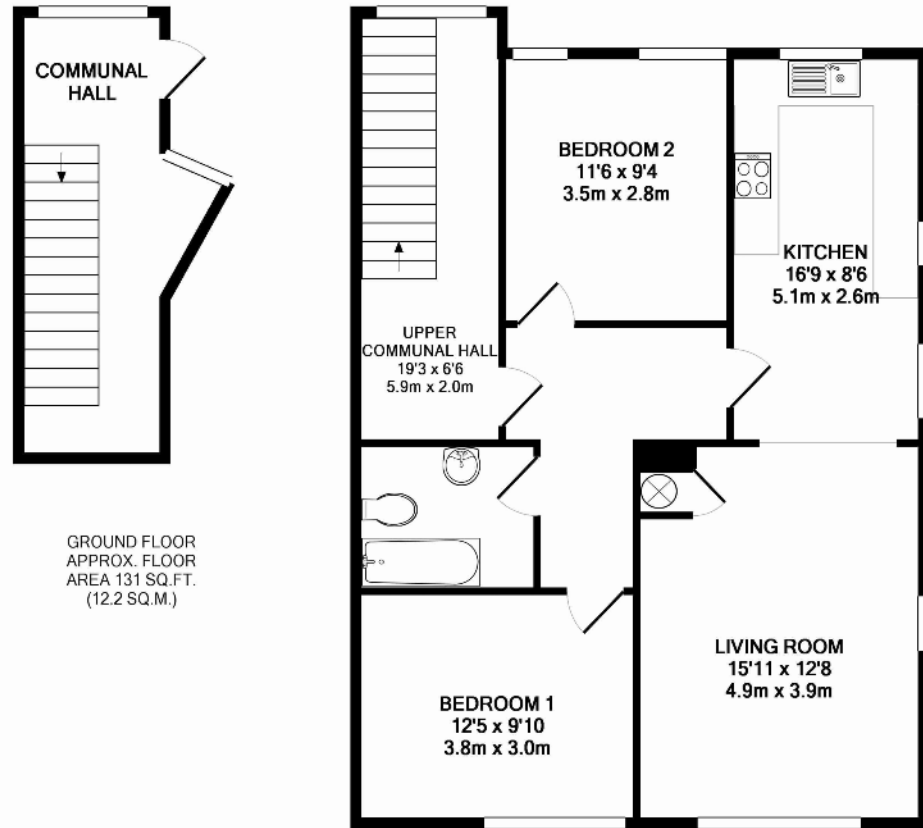 COMMUNAL
HALL
GROUND FLOOR
APPROX. FLOOR
AREA 131 SQ.FT.
(12.2 SQ.M.)
BEDROOM 2
11'6 x 9'4
3.5m x 2.8m
KITCHEN
16'9 x 8'6
5.1m x 2.6m
UPPER
COMMUNAL HALL
19'3 x 6'6
5.9m x 2.0m
LIVING ROOM
15'11 x 12'8
4.9m x 3.9m
BEDROOM 1
12'5 x 9'10
3.8m x 3.0m